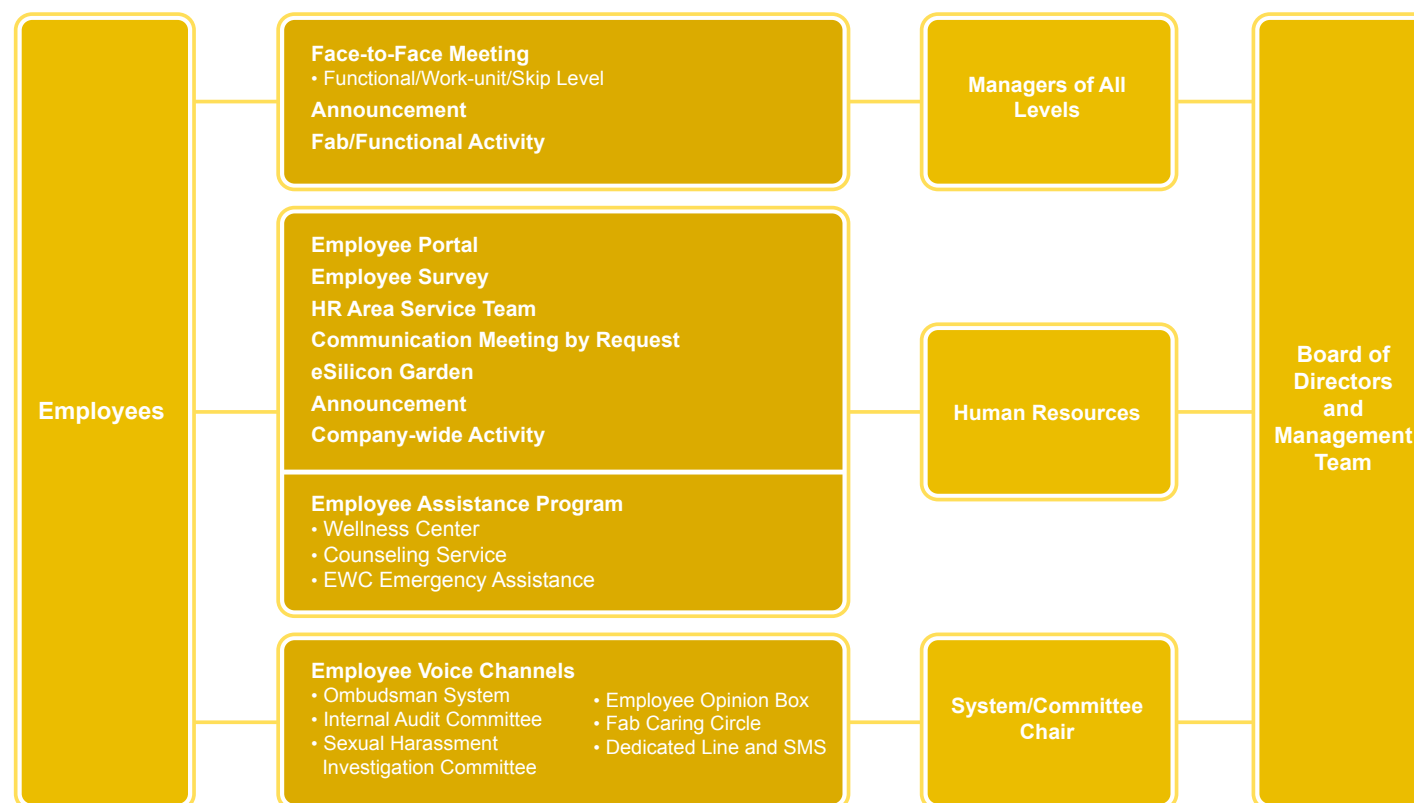 Employees
Face-to-Face Meeting
• Functional/Work-unit/Skip Level
Announcement
Fab/Functional Activity
Managers of All
Levels
Employee Portal
Employee Survey
HR Area Service Team
Communication Meeting by Request
eSilicon Garden
Announcement
Company-wide Activity
Employee Assistance Program
• Wellness Center
• Counseling Service
• EWC Emergency Assistance
Human Resources
Employee Voice Channels
• Ombudsman System
• Internal Audit Committee
• Sexual Harassment
Investigation Committee
• Employee Opinion Box
• Fab Caring Circle
• Dedicated Line and SMS
System/Committee
Chair
Board of
Directors
and
Management
Team